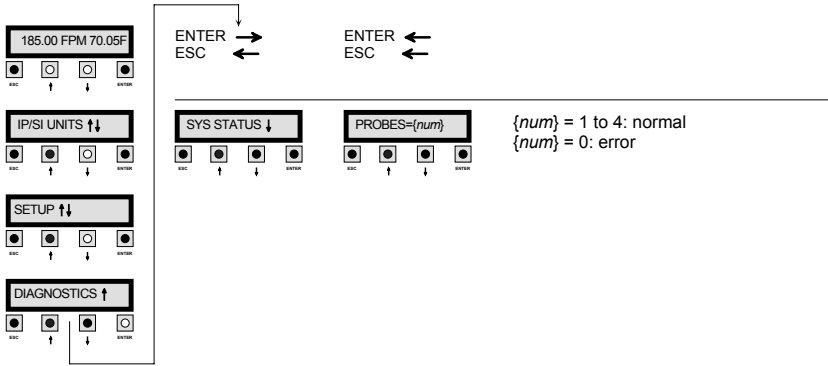 185.00 FPM 70.05F
ESC ↑ ↓ ENTER
IP/SI UNITS ↑↓
ESC ↑ ↓ ENTER
SETUP ↑↓
ESC ↑ ↓ ENTER
DIAGNOSTICS ↑
ESC ↑ ↓ ENTER
ENTER →
ESC ←
SYS STATUS ↓
ESC ↑ ↓ ENTER
ENTER ←
ESC ←
PROBES={num}
ESC ↑ ↓ ENTER
{num} = 1 to 4: normal
{num} = 0: error